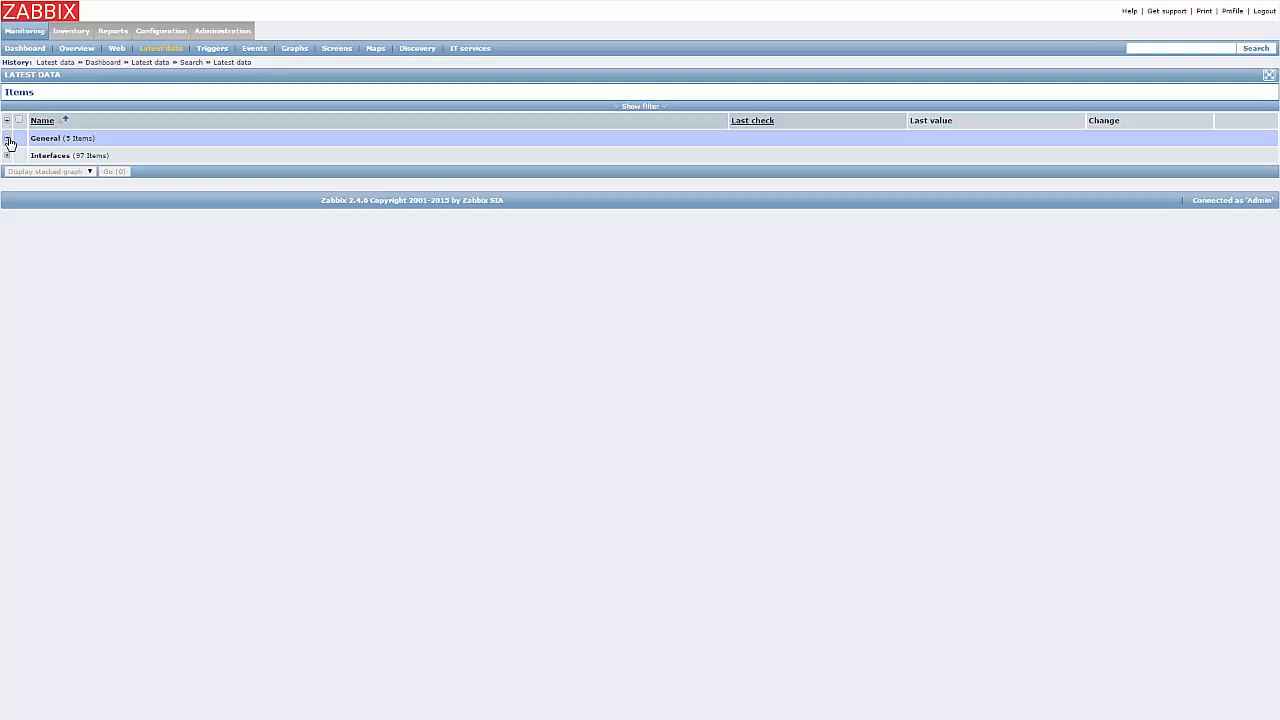 ZABBIX
Help | Get support | Print | Profile | Logout
Monitoring Inventory Reports Configuration Administration
Dashboard | Overview | Web | Latest data | Triggers | Events | Graphs | Screens | Maps | Discovery | IT services Search
History: Latest data » Dashboard » Latest data » Search » Latest data
LATEST DATA
Items
Show filter
Name Last check Last value Change
General (5 Items)
Interfaces (97 Items)
Display stacked graph Go (0)
Zabbix 2.4.6 Copyright 2001-2015 by Zabbix SIA | Connected as 'Admin'